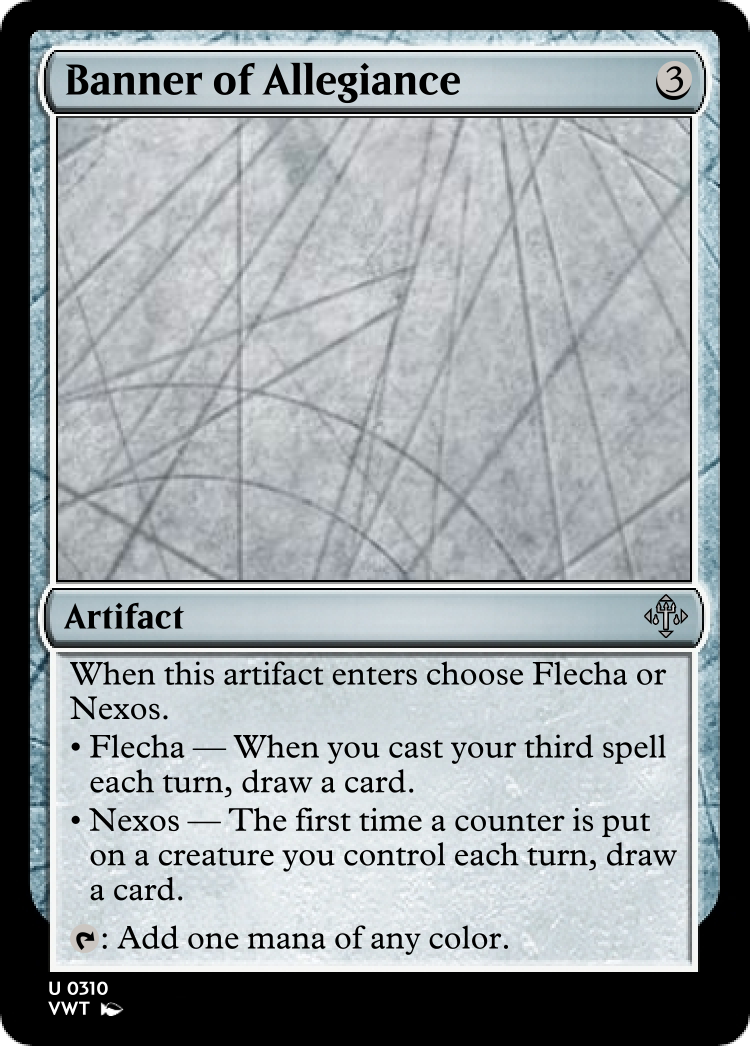 Banner of Allegiance 3
Artifact
When this artifact enters choose Flecha or
Nexos.
• Flecha — When you cast your third spell
each turn, draw a card.
• Nexos — The first time a counter is put
on a creature you control each turn, draw
a card.
: Add one mana of any color.
U 0310
VWT